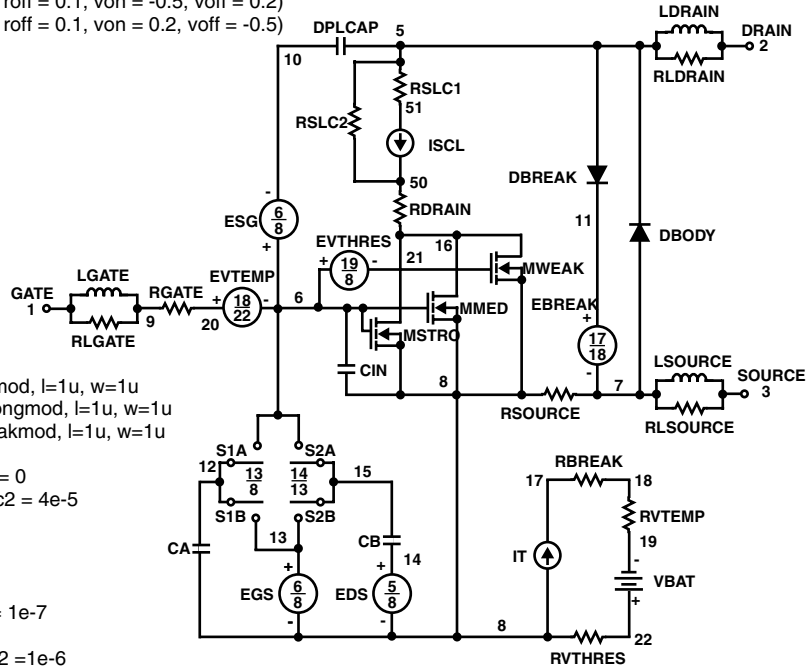 roff = 0.1, von = -0.5, voff = 0.2)
roff = 0.1, von = 0.2, voff = -0.5)
LDRAIN
DPLCAP
5
DRAIN
2
10
RLDRAIN
RSLC1
51
RSLC2
ISCL
50
DBREAK
-
ESG
6
8
+
RDRAIN
11
DBODY
EVTHRES
+ 19 -
8
21
16
MWEAK
LGATE
GATE
1
RGATE
EVTEMP
+ 18 -
22
6
9
20
RLGATE
MMED
EBREAK
+
17
18
-
MSTRO
CIN
8
7
LSOURCE
SOURCE
3
RSOURCE
RLSOURCE
mod, l=1u, w=1u
ongmod, l=1u, w=1u
akmod, l=1u, w=1u
= 0
c2 = 4e-5
S1A
S2A
12
13
8
14
13
15
S1B
S2B
13
CA
CB
14
+
+
EGS
6
8
EDS
5
8
-
-
RBREAK
17
18
RVTEMP
19
IT
-
VBAT
+
8
22
RVTHRES
= 1e-7
2 =1e-6